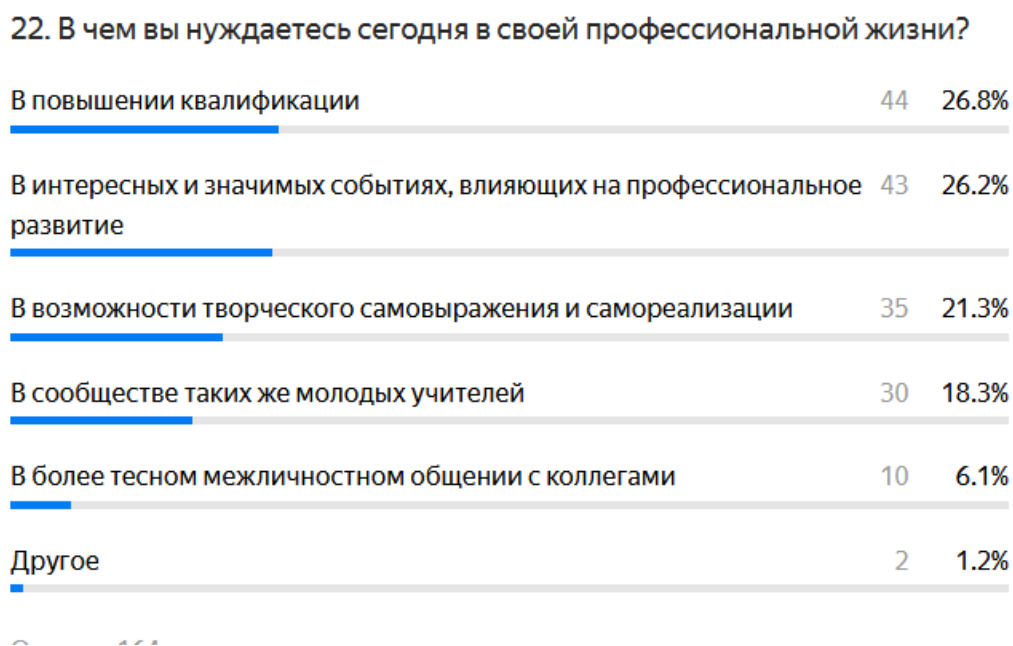 22. В чем вы нуждаетесь сегодня в своей профессиональной жизни?
В повышении квалификации 44 26.8%
В интересных и значимых событиях, влияющих на профессиональное 43 26.2%
развитие
В возможности творческого самовыражения и самореализации 35 21.3%
В сообществе таких же молодых учителей 30 18.3%
В более тесном межличностном общении с коллегами 10 6.1%
Другое 2 1.2%
164